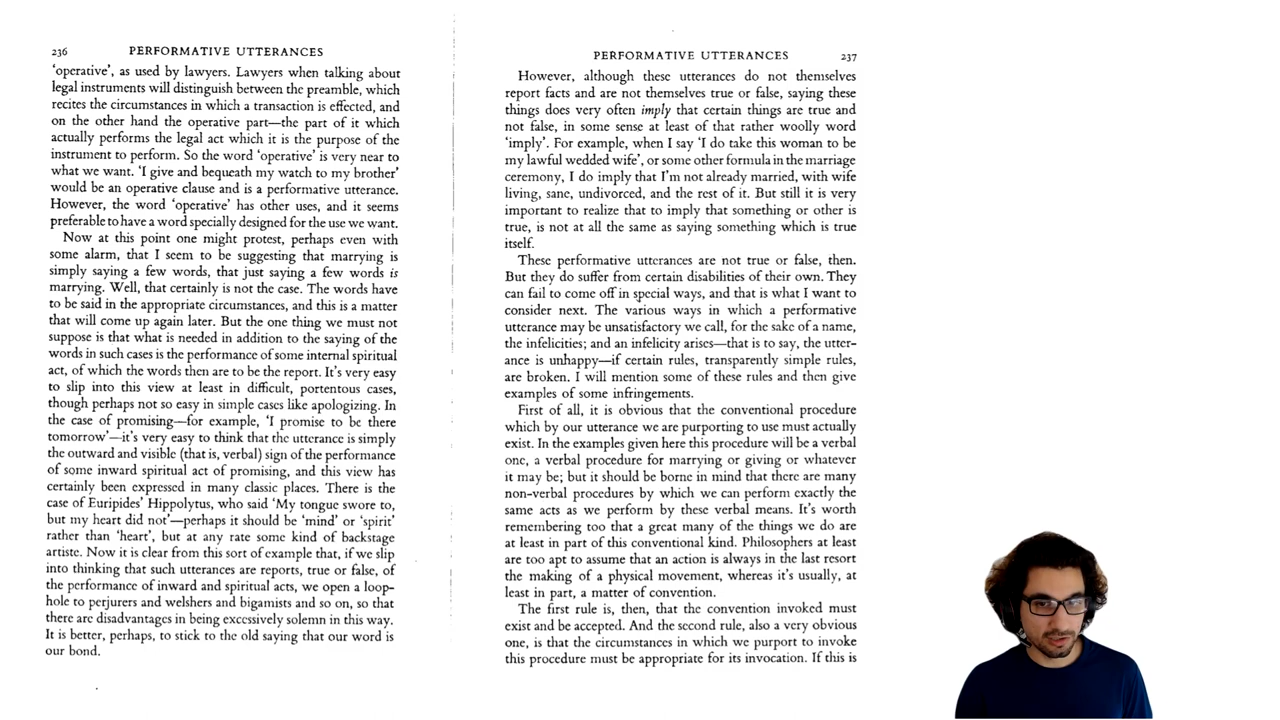 236 PERFORMATIVE UTTERANCES
'operative', as used by lawyers. Lawyers when talking about
legal instruments will distinguish between the preamble, which
recites the circumstances in which a transaction is effected, and
on the other hand the operative part—the part of it which
actually performs the legal act which it is the purpose of the
instrument to perform. So the word 'operative' is very near to
what we want. 'I give and bequeath my watch to my brother'
would be an operative clause and is a performative utterance.
However, the word 'operative' has other uses, and it seems
preferable to have a word specially designed for the use we want.
Now at this point one might protest, perhaps even with
some alarm, that I seem to be suggesting that marrying is
simply saying a few words, that just saying a few words is
marrying. Well, that certainly is not the case. The words have
to be said in the appropriate circumstances, and this is a matter
that will come up again later. But the one thing we must not
suppose is that what is needed in addition to the saying of the
words in such cases is the performance of some internal spiritual
act, of which the words then are to be the report. It's very easy
to slip into this view at least in difficult, portentous cases,
though perhaps not so easy in simple cases like apologizing. In
the case of promising—for example, 'I promise to be there
tomorrow'—it's very easy to think that the utterance is simply
the outward and visible (that is, verbal) sign of the performance
of some inward spiritual act of promising, and this view has
certainly been expressed in many classic places. There is the
case of Euripides' Hippolytus, who said 'My tongue swore to,
but my heart did not'—perhaps it should be 'mind' or 'spirit'
rather than 'heart', but at any rate some kind of backstage
artiste. Now it is clear from this sort of example that, if we slip
into thinking that such utterances are reports, true or false, of
the performance of inward and spiritual acts, we open a loop-
hole to perjurers and welshers and bigamists and so on, so that
there are disadvantages in being excessively solemn in this way.
It is better, perhaps, to stick to the old saying that our word is
our bond.
PERFORMATIVE UTTERANCES 237
However, although these utterances do not themselves
report facts and are not themselves true or false, saying these
things does very often imply that certain things are true and
not false, in some sense at least of that rather woolly word
'imply'. For example, when I say 'I do take this woman to be
my lawful wedded wife', or some other formula in the marriage
ceremony, I do imply that I'm not already married, with wife
living, sane, undivorced, and the rest of it. But still it is very
important to realize that to imply that something or other is
true, is not at all the same as saying something which is true
itself.
These performative utterances are not true or false, then.
But they do suffer from certain disabilities of their own. They
can fail to come off in special ways, and that is what I want to
consider next. The various ways in which a performative
utterance may be unsatisfactory we call, for the sake of a name,
the infelicities; and an infelicity arises—that is to say, the utter-
ance is unhappy—if certain rules, transparently simple rules,
are broken. I will mention some of these rules and then give
examples of some infringements.
First of all, it is obvious that the conventional procedure
which by our utterance we are purporting to use must actually
exist. In the examples given here this procedure will be a verbal
one, a verbal procedure for marrying or giving or whatever
it may be; but it should be borne in mind that there are many
non-verbal procedures by which we can perform exactly the
same acts as we perform by these verbal means. It's worth
remembering too that a great many of the things we do are
at least in part of this conventional kind. Philosophers at least
are too apt to assume that an action is always in the last resort
the making of a physical movement, whereas it's usually, at
least in part, a matter of convention.
The first rule is, then, that the convention invoked must
exist and be accepted. And the second rule, also a very obvious
one, is that the circumstances in which we purport to invoke
this procedure must be appropriate for its invocation. If this is